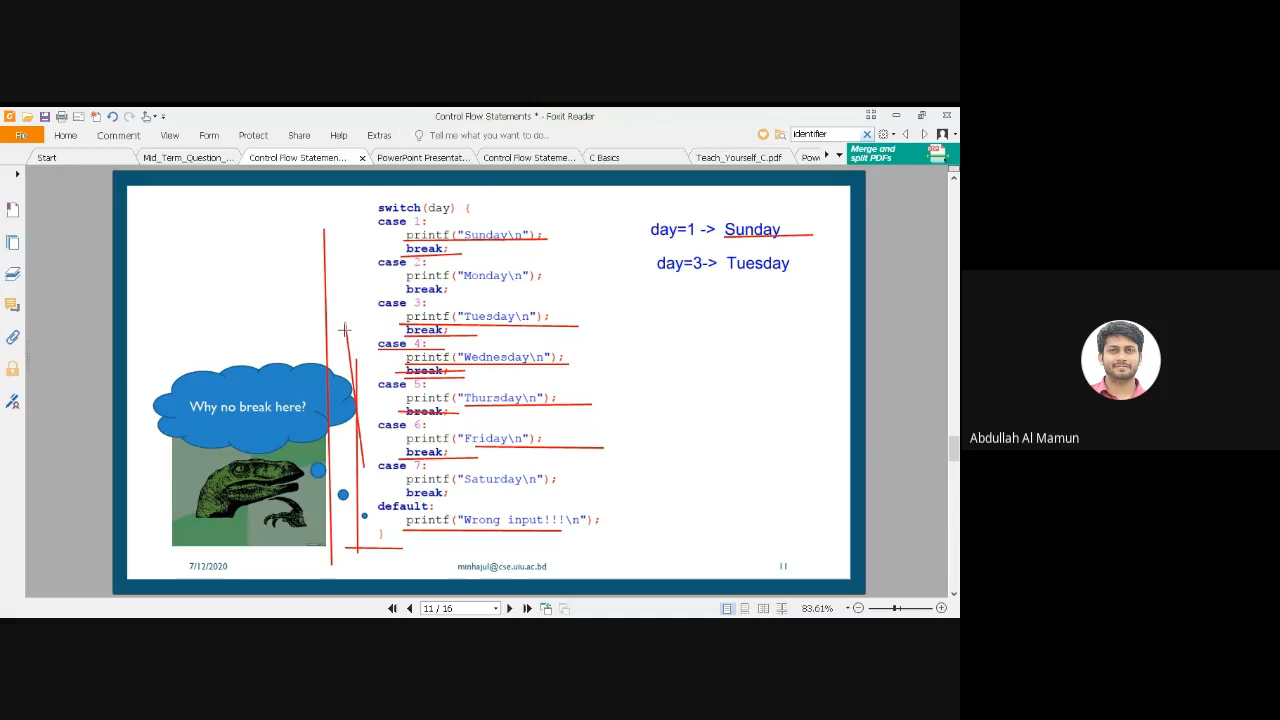 Control Flow Statements * - Foxit Reader
File Home Comment View Form Protect Share Help Extras Tell me what you want to do.. identifier
Start Mid_Term_Question_... Control Flow Statemen... PowerPoint Presentat... Control Flow Stateme... C Basics Teach_Yourself_C.pdf Pow
Merge and
split PDFs
switch(day) {
case 1:
printf("Sunday\n");
break;
case 2:
printf("Monday\n");
break;
case 3:
printf("Tuesday\n");
break;
case 4:
printf("Wednesday\n");
break;
case 5:
printf("Thursday\n");
break;
case 6:
printf("Friday\n");
break;
case 7:
printf("Saturday\n");
break;
default:
printf("Wrong input!!!\n");
}
day=1 -> Sunday
day=3-> Tuesday
Why no break here?
7/12/2020 minhajul@cse.uiu.ac.bd 11
11 / 16 83.61%
Abdullah Al Mamun